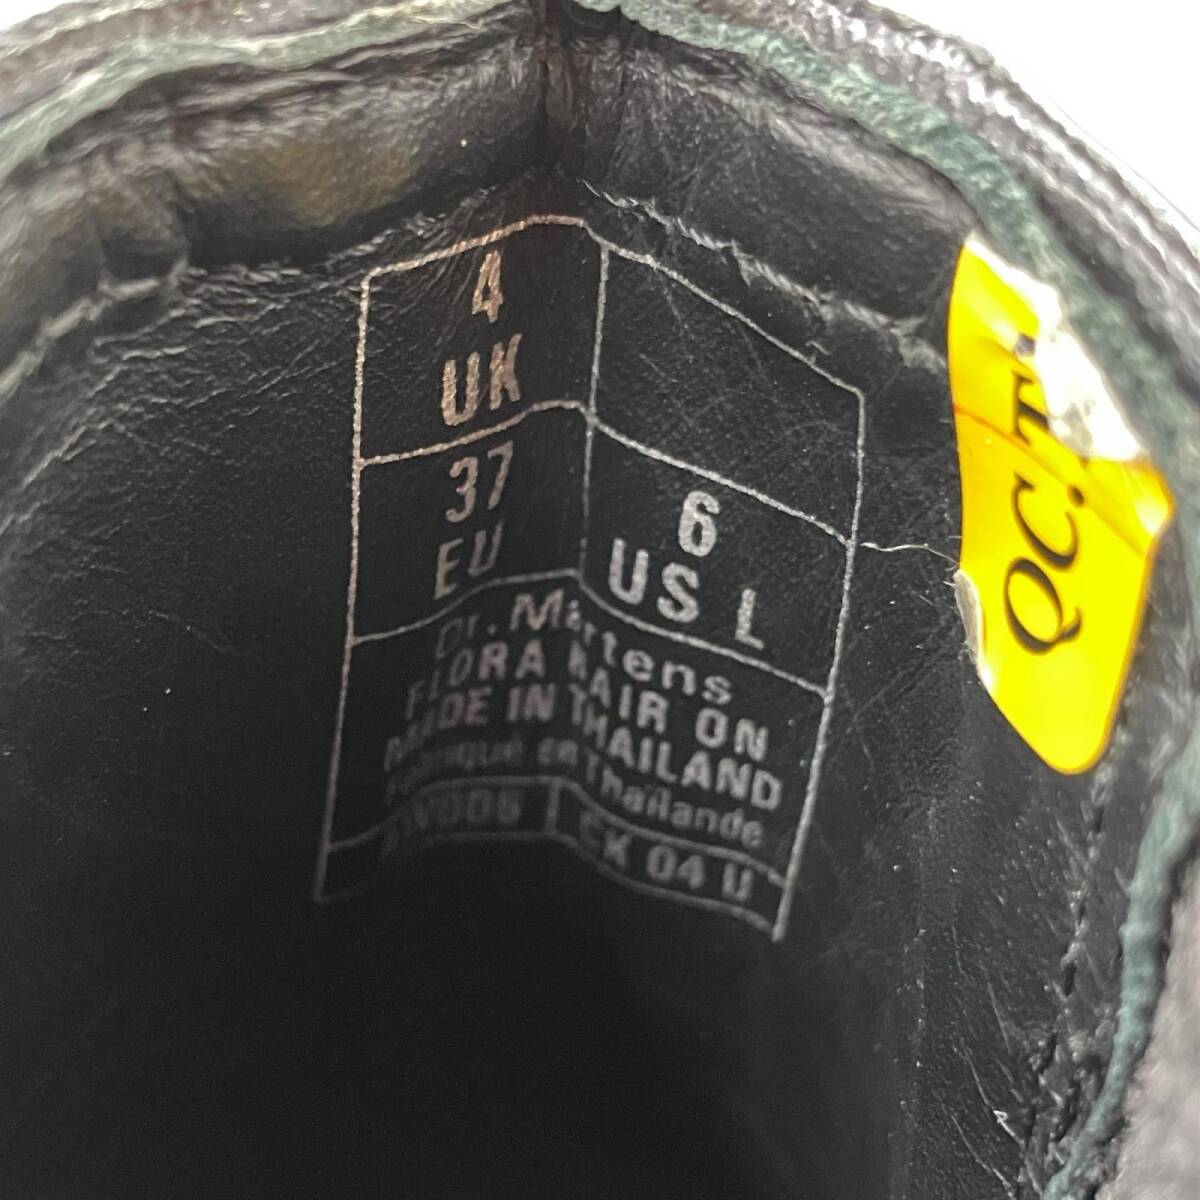 4
UK
37
EU
6
US L
Dr. Martens
FLORA HAIR ON
MADE IN THAILAND
Fabriqué en Thaïlande
CK 04 U
QC.